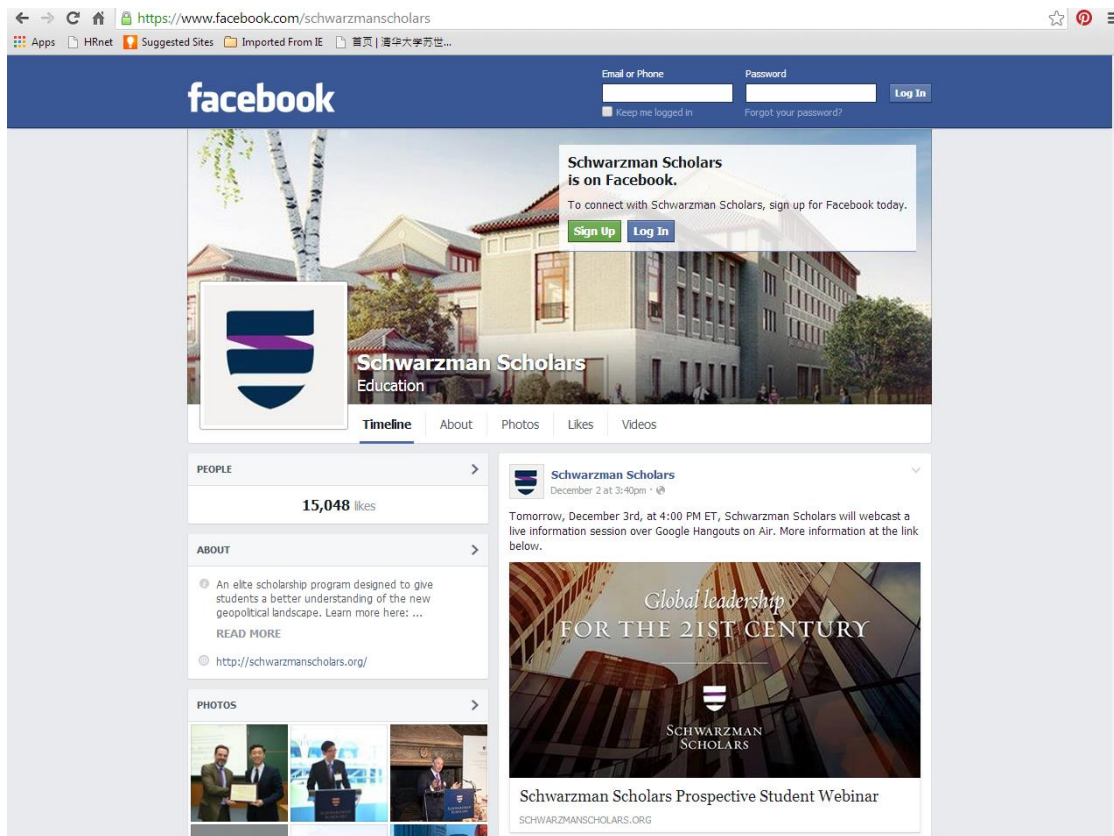 https://www.facebook.com/schwarzmanscholars
Apps HRnet Suggested Sites Imported From IE 首页 | 清华大学苏世...
facebook
Email or Phone Password
Log In
Keep me logged in Forgot your password?
Schwarzman Scholars
is on Facebook.
To connect with Schwarzman Scholars, sign up for Facebook today.
Sign Up Log In
Schwarzman Scholars
Education
Timeline About Photos Likes Videos
PEOPLE
15,048 likes
ABOUT
An elite scholarship program designed to give
students a better understanding of the new
geopolitical landscape. Learn more here: ...
READ MORE
http://schwarzmanscholars.org/
PHOTOS
Schwarzman Scholars
December 2 at 3:40pm ·
Tomorrow, December 3rd, at 4:00 PM ET, Schwarzman Scholars will webcast a
live information session over Google Hangouts on Air. More information at the link
below.
Global leadership
FOR THE 21ST CENTURY
SCHWARZMAN
SCHOLARS
Schwarzman Scholars Prospective Student Webinar
SCHWARZMANSCHOLARS.ORG